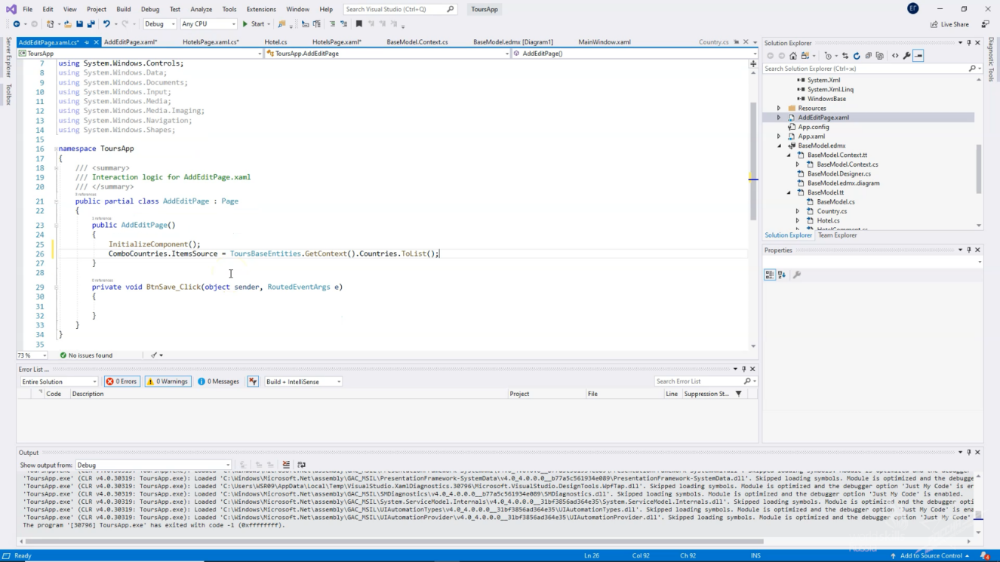 File Edit View Project Build Debug Test Analyze Tools Extensions Window Help Search Visual Studio (Ctrl+Q) ToursApp ЕГ
Debug Any CPU Start Live Share
AddEditPage.xaml.cs* AddEditPage.xaml* HotelsPage.xaml.cs* Hotel.cs HotelsPage.xaml* BaseModel.Context.cs BaseModel.edmx [Diagram1] MainWindow.xaml Country.cs
ToursApp ToursApp.AddEditPage AddEditPage()
Server Explorer
Toolbox
7 using System.Windows.Controls;
8 using System.Windows.Data;
9 using System.Windows.Documents;
10 using System.Windows.Input;
11 using System.Windows.Media;
12 using System.Windows.Media.Imaging;
13 using System.Windows.Navigation;
14 using System.Windows.Shapes;
15
16 namespace ToursApp
17 {
18 /// <summary>
19 /// Interaction logic for AddEditPage.xaml
20 /// </summary>
0 references
21 public partial class AddEditPage : Page
22 {
23 public AddEditPage()
24 {
25 InitializeComponent();
26 ComboCountries.ItemsSource = ToursBaseEntities.GetContext().Countries.ToList();
27 }
28
0 references
29 private void BtnSave_Click(object sender, RoutedEventArgs e)
30 {
31
32 }
33 }
34 }
35
73 % No issues found
Solution Explorer
Search Solution Explorer (Ctrl+ж)
System.Xml
System.Xml.Linq
WindowsBase
Resources
AddEditPage.xaml
App.config
App.xaml
BaseModel.edmx
BaseModel.Context.tt
BaseModel.Context.cs
BaseModel.Designer.cs
BaseModel.edmx.diagram
BaseModel.tt
BaseModel.cs
Country.cs
Hotel.cs
HotelComment.cs
Solution Explorer Team Explorer
Properties
Diagnostic Tools
Error List ...
Entire Solution 0 Errors 0 Warnings 0 Messages Build + IntelliSense Search Error List
Code Description Project File Line Suppression St...
Output
Show output from: Debug
'ToursApp.exe' (CLR v4.0.30319: ToursApp.exe): Loaded 'C:\Windows\Microsoft.Net\assembly\GAC_MSIL\PresentationFramework-SystemData\v4.0_4.0.0.0__b77a5c561934e089\PresentationFramework-SystemData.dll'. Skipped loading symbols. Module is optimized and the debugge
'ToursApp.exe' (CLR v4.0.30319: ToursApp.exe): Loaded 'C:\Users\WSR09\AppData\Local\Temp\VisualStudio.XamlDiagnostics.30796\Microsoft.VisualStudio.DesignTools.WpfTap.dll'. Skipped loading symbols. Module is optimized and the debugger option 'Just My Code' is en
'ToursApp.exe' (CLR v4.0.30319: ToursApp.exe): Loaded 'C:\Windows\Microsoft.Net\assembly\GAC_MSIL\SMDiagnostics\v4.0_4.0.0.0__b77a5c561934e089\SMDiagnostics.dll'. Skipped loading symbols. Module is optimized and the debugger option 'Just My Code' is enabled.
'ToursApp.exe' (CLR v4.0.30319: ToursApp.exe): Loaded 'C:\Windows\Microsoft.Net\assembly\GAC_MSIL\System.ServiceModel.Internals\v4.0_4.0.0.0__31bf3856ad364e35\System.ServiceModel.Internals.dll'. Skipped loading symbols. Module is optimized and the debugger opti
'ToursApp.exe' (CLR v4.0.30319: ToursApp.exe): Loaded 'C:\Windows\Microsoft.Net\assembly\GAC_MSIL\UIAutomationTypes\v4.0_4.0.0.0__31bf3856ad364e35\UIAutomationTypes.dll'. Skipped loading symbols. Module is optimized and the debugger option 'Just My Code'
'ToursApp.exe' (CLR v4.0.30319: ToursApp.exe): Loaded 'C:\Windows\Microsoft.Net\assembly\GAC_MSIL\UIAutomationProvider\v4.0_4.0.0.0__31bf3856ad364e35\UIAutomationProvider.dll'. Skipped loading symbols. Module is optimized and the debugger option 'Just My Code'
The program '[30796] ToursApp.exe' has exited with code -1 (0xffffffff).
Ready Ln 26 Col 92 Ch 92 INS Add to Source Control 4